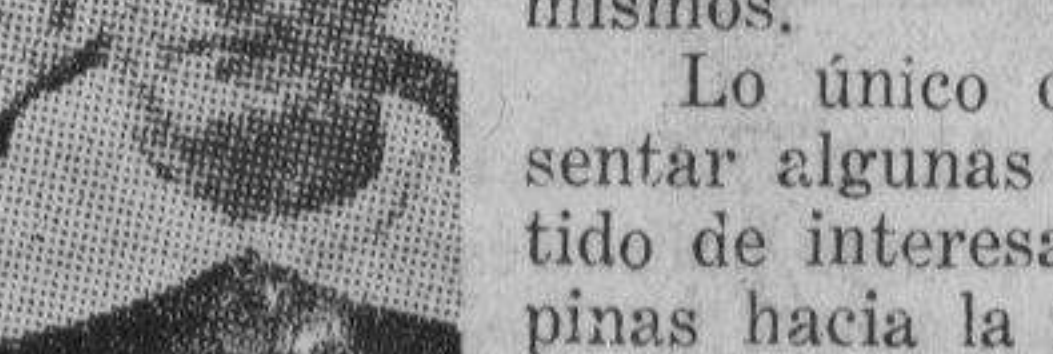 mismos.
Lo único
sentar algunas
tido de interesa
pinas hacia la